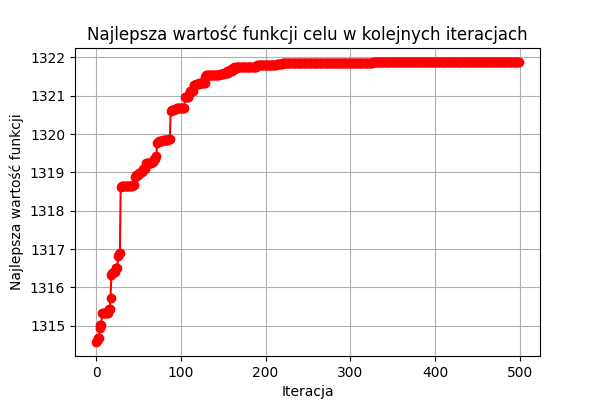 Najlepsza wartość funkcji celu w kolejnych iteracjach
Najlepsza wartość funkcji
1322
1321
1320
1319
1318
1317
1316
1315
0 100 200 300 400 500
Iteracja